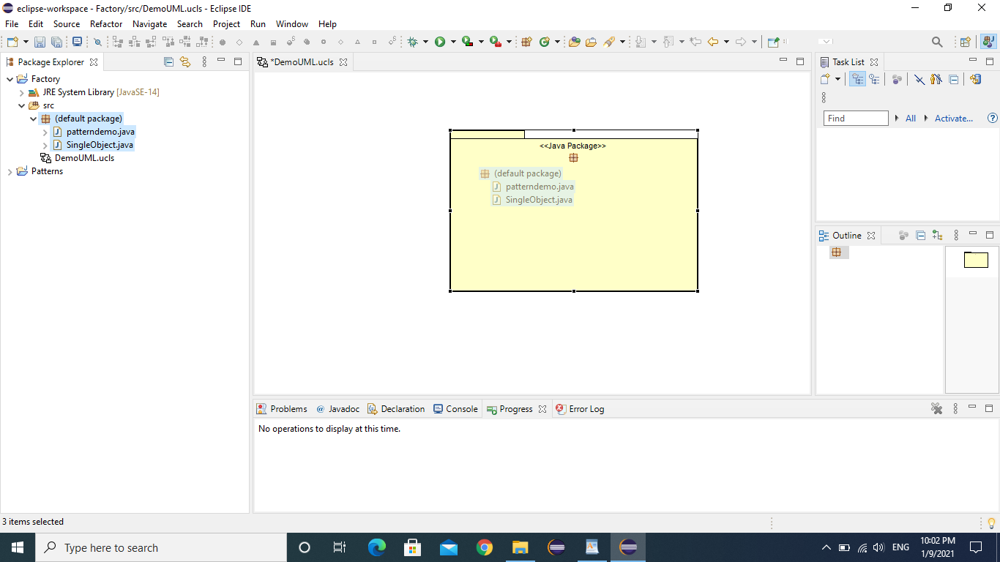 eclipse-workspace - Factory/src/DemoUML.ucls - Eclipse IDE
File Edit Source Refactor Navigate Search Project Run Window Help
Package Explorer
Factory
JRE System Library [JavaSE-14]
src
(default package)
patterndemo.java
SingleObject.java
DemoUML.ucls
Patterns
*DemoUML.ucls
<<Java Package>>
(default package)
patterndemo.java
SingleObject.java
Task List
Find All Activate...
Outline
Problems @ Javadoc Declaration Console Progress Error Log
No operations to display at this time.
3 items selected
Type here to search
ENG
10:02 PM
1/9/2021